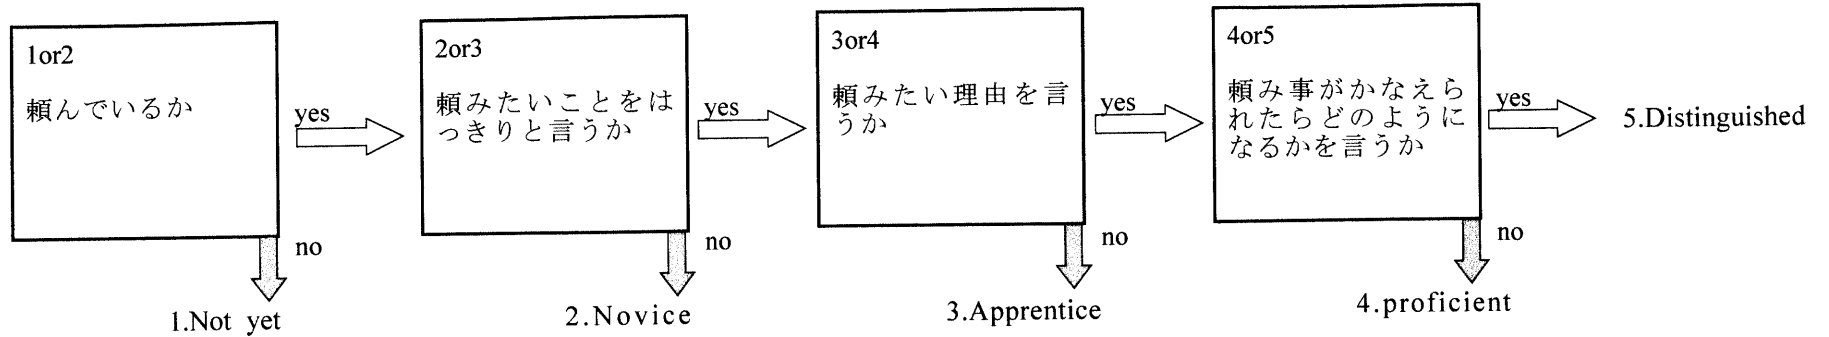 1or2
頼んでいるか
yes
no
1.Not yet
2or3
頼みたいことをは
っきりと言うか
yes
no
2.Novice
3or4
頼みたい理由を言
うか
yes
no
3.Apprentice
4or5
頼み事がかなえら
れたらどのように
なるかを言うか
yes
no
4.proficient
5.Distinguished